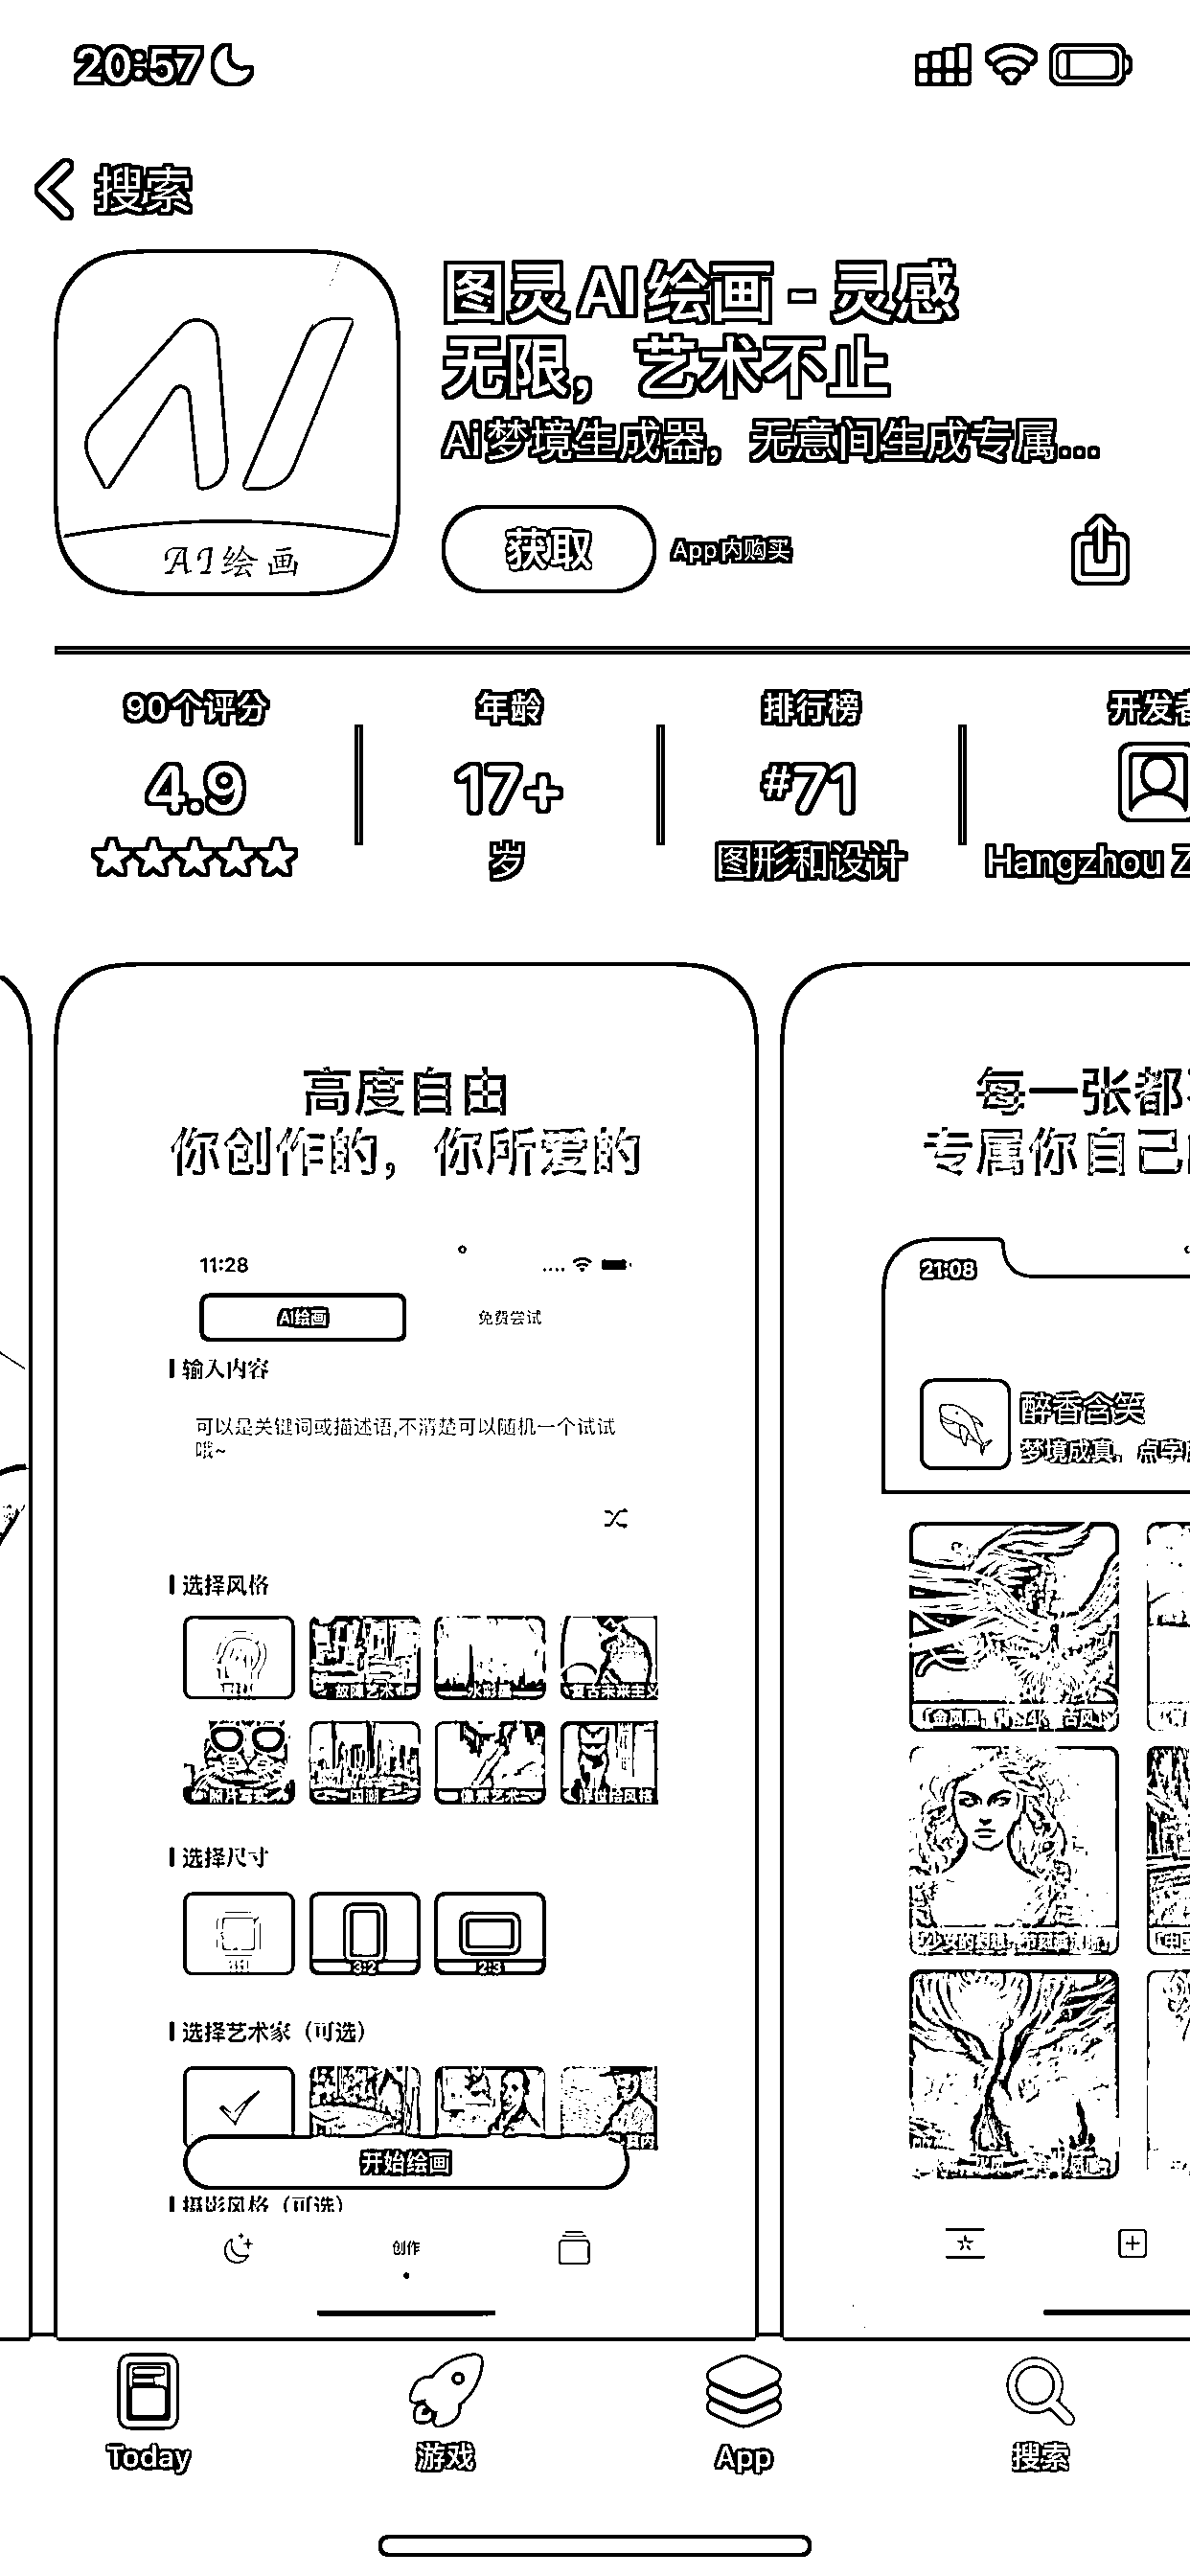 20:57
搜索
图灵AI绘画 - 灵感
无限，艺术不止
Ai梦境生成器，无意间生成专属...
AI绘画
获取
App内购买
90个评分
4.9
年龄
17+
岁
排行榜
#71
图形和设计
开发者
Hangzhou Z
高度自由
你创作的，你所爱的
11:28
AI绘画
免费尝试
输入内容
可以是关键词或描述语,不清楚可以随机一个试试
哦~
选择风格
故障艺术
水彩画
复古未来主义
照片写实
国潮
像素艺术
浮世绘风格
选择尺寸
3:2
2:3
选择艺术家（可选）
开始绘画
摄影风格（可选）
创作
每一张都
专属你自己
21:08
醉香含笑
梦境成真，点字
Today
游戏
App
搜索